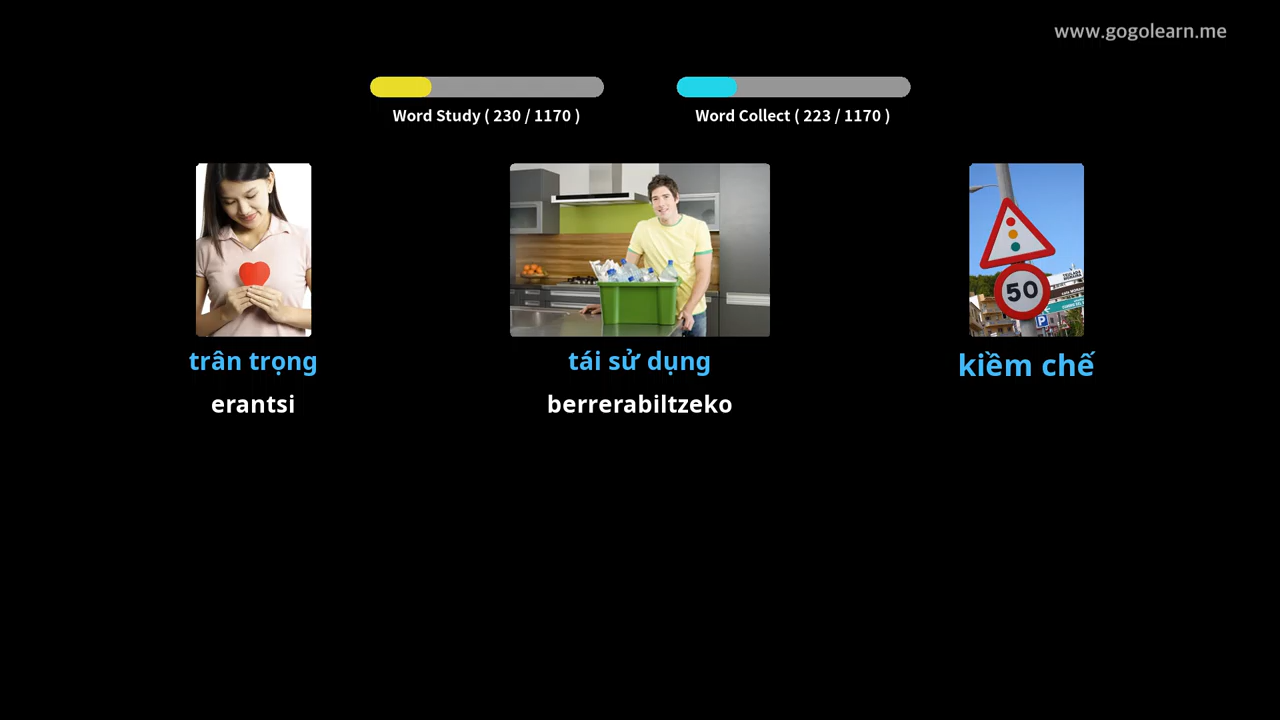 www.gogolearn.me
Word Study ( 230 / 1170 )
Word Collect ( 223 / 1170 )
50
P
trân trọng
tái sử dụng
kiềm chế
erantsi
berrerabiltzeko